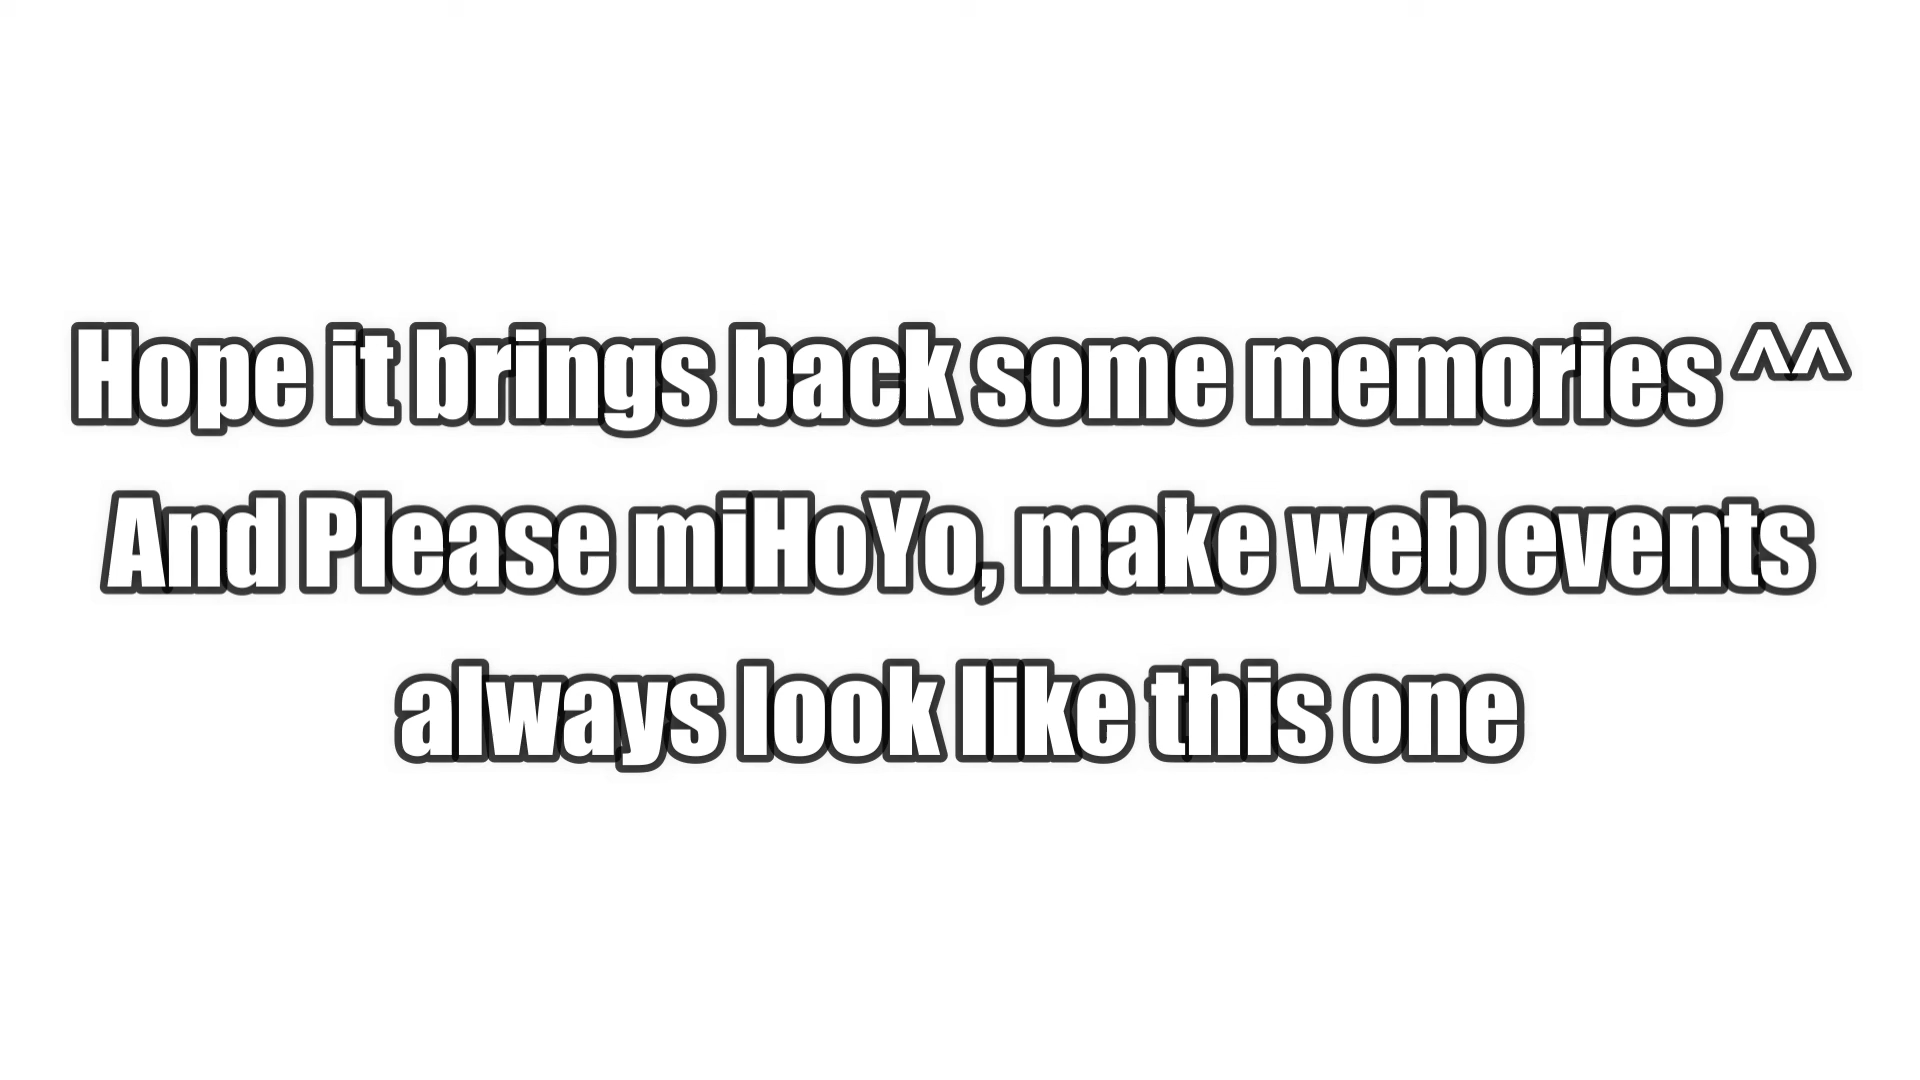 Hope it brings back some memories ^^
And Please miHoYo, make web events
always look like this one